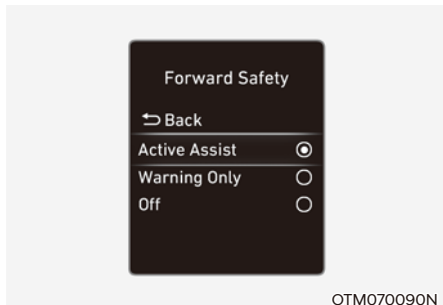 Forward Safety
Back
Active Assist
Warning Only
Off
OTM070090N